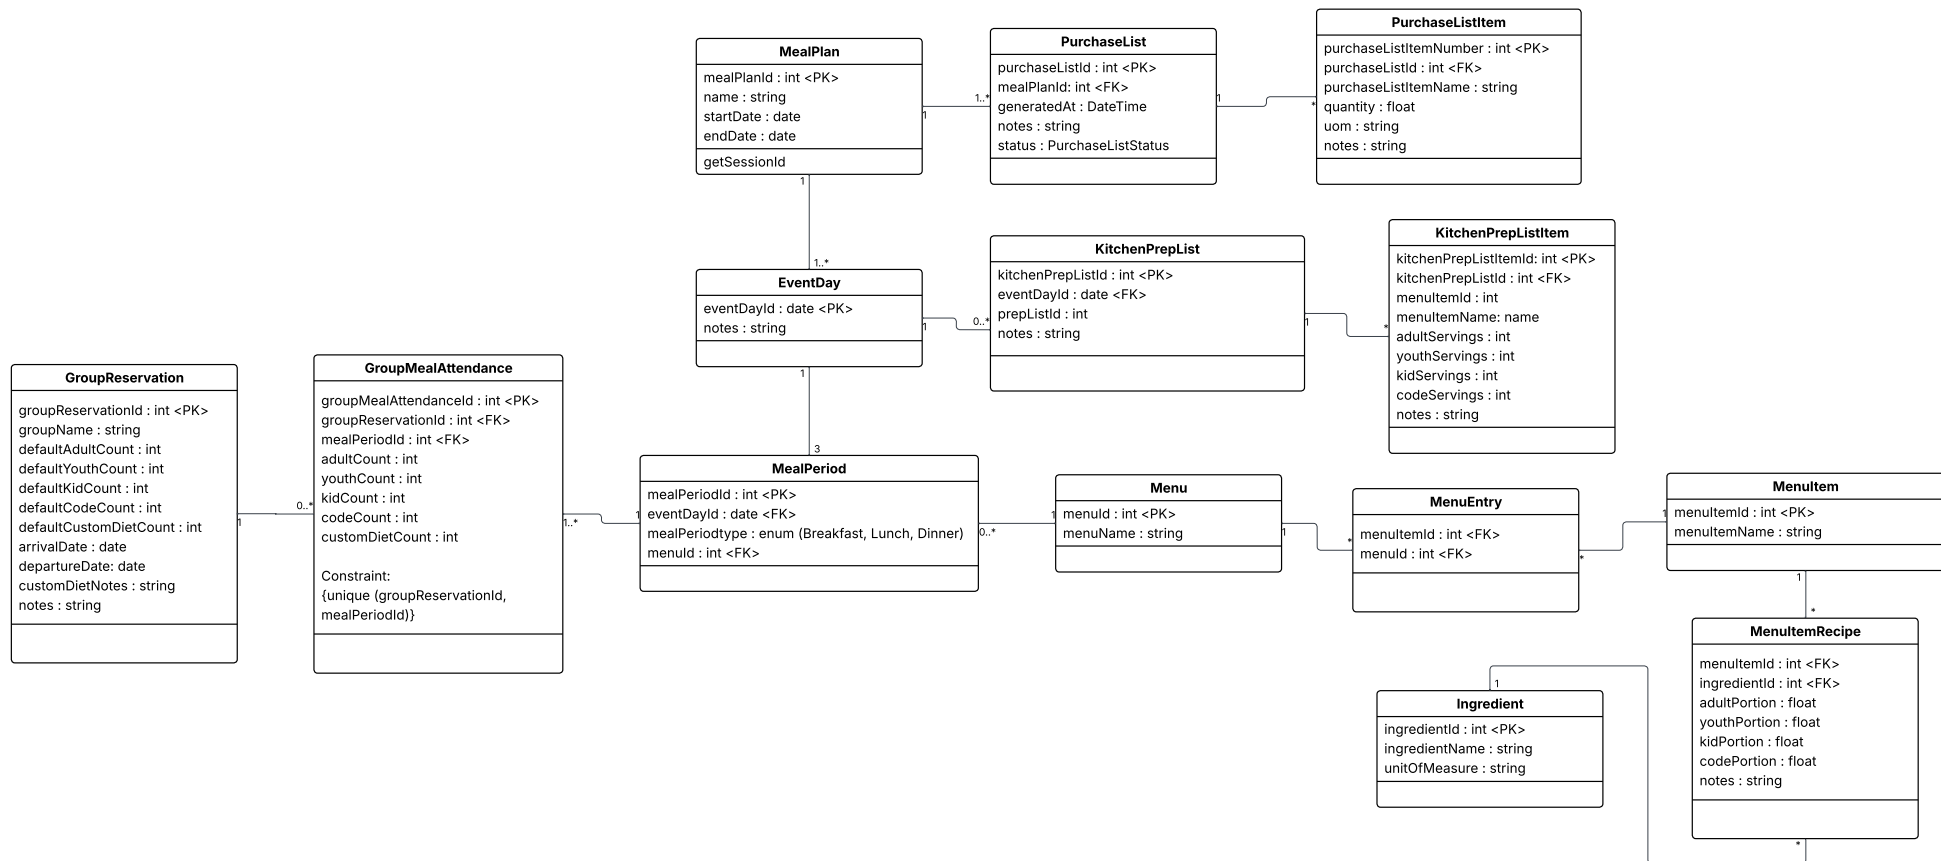 MealPlan
mealPlanId : int <PK>
name : string
startDate : date
endDate : date
getSessionId
1
1..*
PurchaseList
purchaseListId : int <PK>
mealPlanId: int <FK>
generatedAt : DateTime
notes : string
status : PurchaseListStatus
1
*
PurchaseListItem
purchaseListItemNumber : int <PK>
purchaseListId : int <FK>
purchaseListItemName : string
quantity : float
uom : string
notes : string
1
1..*
EventDay
eventDayId : date <PK>
notes : string
1
0..*
KitchenPrepList
kitchenPrepListId : int <PK>
eventDayId : date <FK>
prepListId : int
notes : string
1
*
KitchenPrepListItem
kitchenPrepListItemId: int <PK>
kitchenPrepListId : int <FK>
menuItemId : int
menuItemName: name
adultServings : int
youthServings : int
kidServings : int
codeServings : int
notes : string
1
3
GroupReservation
groupReservationId : int <PK>
groupName : string
defaultAdultCount : int
defaultYouthCount : int
defaultKidCount : int
defaultCodeCount : int
defaultCustomDietCount : int
arrivalDate : date
departureDate: date
customDietNotes : string
notes : string
1
0..*
GroupMealAttendance
groupMealAttendanceId : int <PK>
groupReservationId : int <FK>
mealPeriodId : int <FK>
adultCount : int
youthCount : int
kidCount : int
codeCount : int
customDietCount : int
Constraint:
{unique (groupReservationId,
mealPeriodId)}
1..*
1
MealPeriod
mealPeriodId : int <PK>
eventDayId : date <FK>
mealPeriodtype : enum (Breakfast, Lunch, Dinner)
menuId : int <FK>
0..*
1
Menu
menuId : int <PK>
menuName : string
1
*
MenuEntry
menuItemId : int <FK>
menuId : int <FK>
*
1
MenuItem
menuItemId : int <PK>
menuItemName : string
1
*
MenuItemRecipe
menuItemId : int <FK>
ingredientId : int <FK>
adultPortion : float
youthPortion : float
kidPortion : float
codePortion : float
notes : string
*
1
Ingredient
ingredientId : int <PK>
ingredientName : string
unitOfMeasure : string